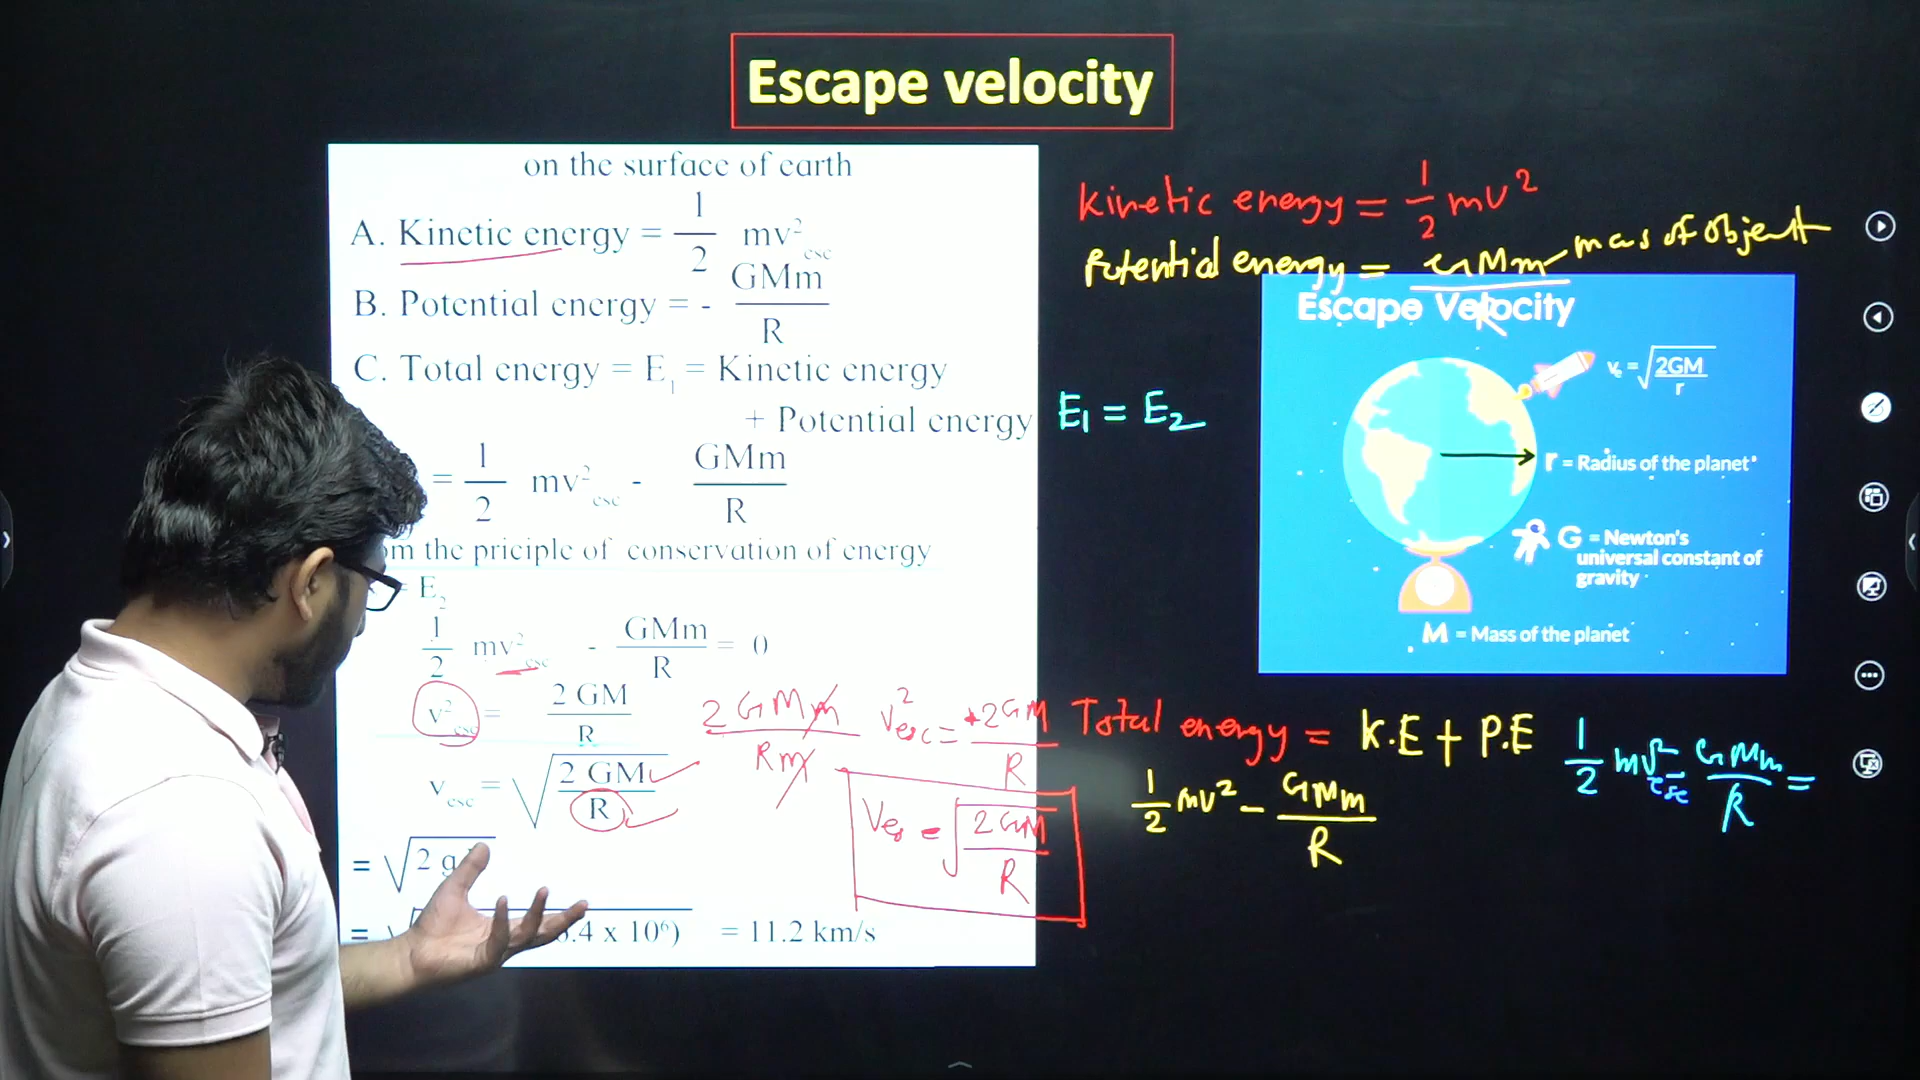 Escape velocity
on the surface of earth
A. Kinetic energy = 1/2 mv²esc
B. Potential energy = - GMm/R
C. Total energy = E₁ = Kinetic energy
+ Potential energy
= 1/2 mv²esc - GMm/R
the priciple of conservation of energy
= E₂
1/2 mv²esc - GMm/R = 0
v²esc = 2 GM/R
vesc = √(2 GM/R)
= √2 g
= √ .4 x 10⁶) = 11.2 km/s
2GMm/Rm
V²esc = 2GM/R
Ves = √(2GM/R)
Kinetic energy = 1/2 mv²
Potential energy = GMm/R mas of object
E₁ = E₂
Escape Velocity
vₑ = √(2GM/r)
r = Radius of the planet
G = Newton's
universal constant of
gravity
M = Mass of the planet
Total energy = K.E + P.E
1/2 mv² - GMm/R
1/2 mv²esc - GMm/R =